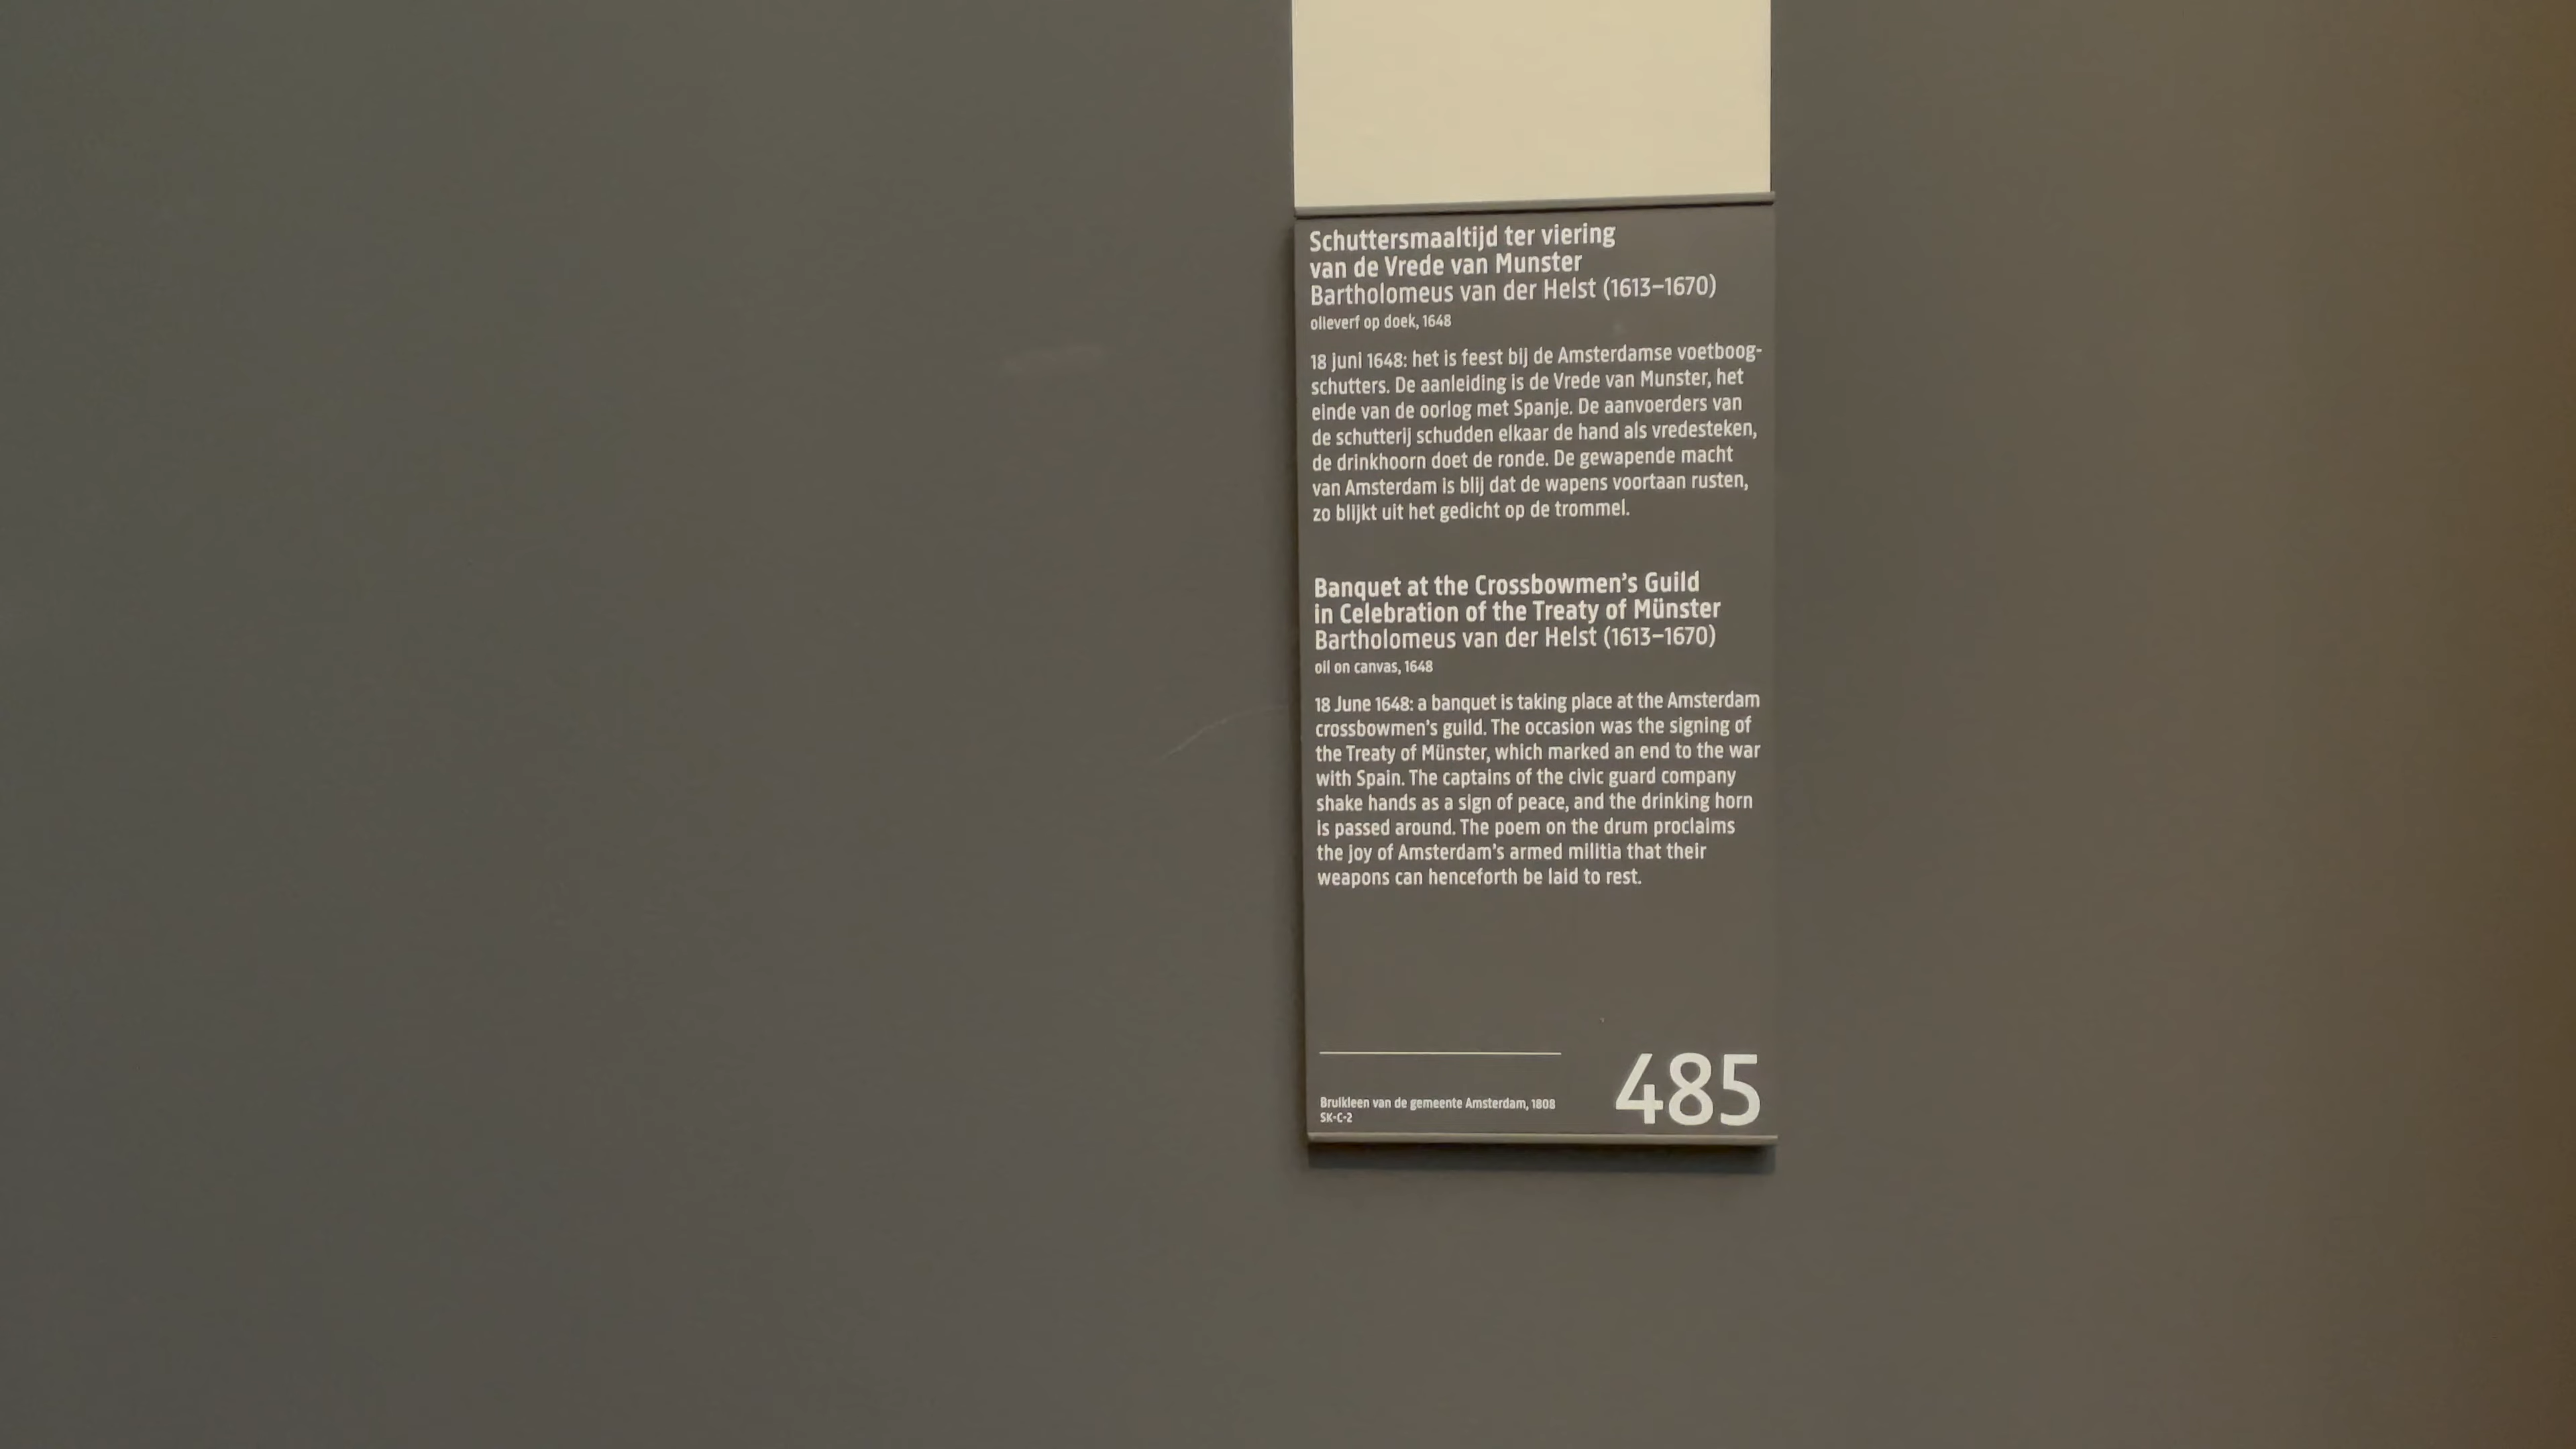 Schuttersmaaltijd ter viering
van de Vrede van Munster
Bartholomeus van der Helst (1613–1670)
olieverf op doek, 1648
18 juni 1648: het is feest bij de Amsterdamse voetboog-
schutters. De aanleiding is de Vrede van Munster, het
einde van de oorlog met Spanje. De aanvoerders van
de schutterij schudden elkaar de hand als vredesteken,
de drinkhoorn doet de ronde. De gewapende macht
van Amsterdam is blij dat de wapens voortaan rusten,
zo blijkt uit het gedicht op de trommel.
Banquet at the Crossbowmen’s Guild
in Celebration of the Treaty of Münster
Bartholomeus van der Helst (1613–1670)
oil on canvas, 1648
18 June 1648: a banquet is taking place at the Amsterdam
crossbowmen’s guild. The occasion was the signing of
the Treaty of Münster, which marked an end to the war
with Spain. The captains of the civic guard company
shake hands as a sign of peace, and the drinking horn
is passed around. The poem on the drum proclaims
the joy of Amsterdam’s armed militia that their
weapons can henceforth be laid to rest.
Bruikleen van de gemeente Amsterdam, 1808
SK-C-2
485